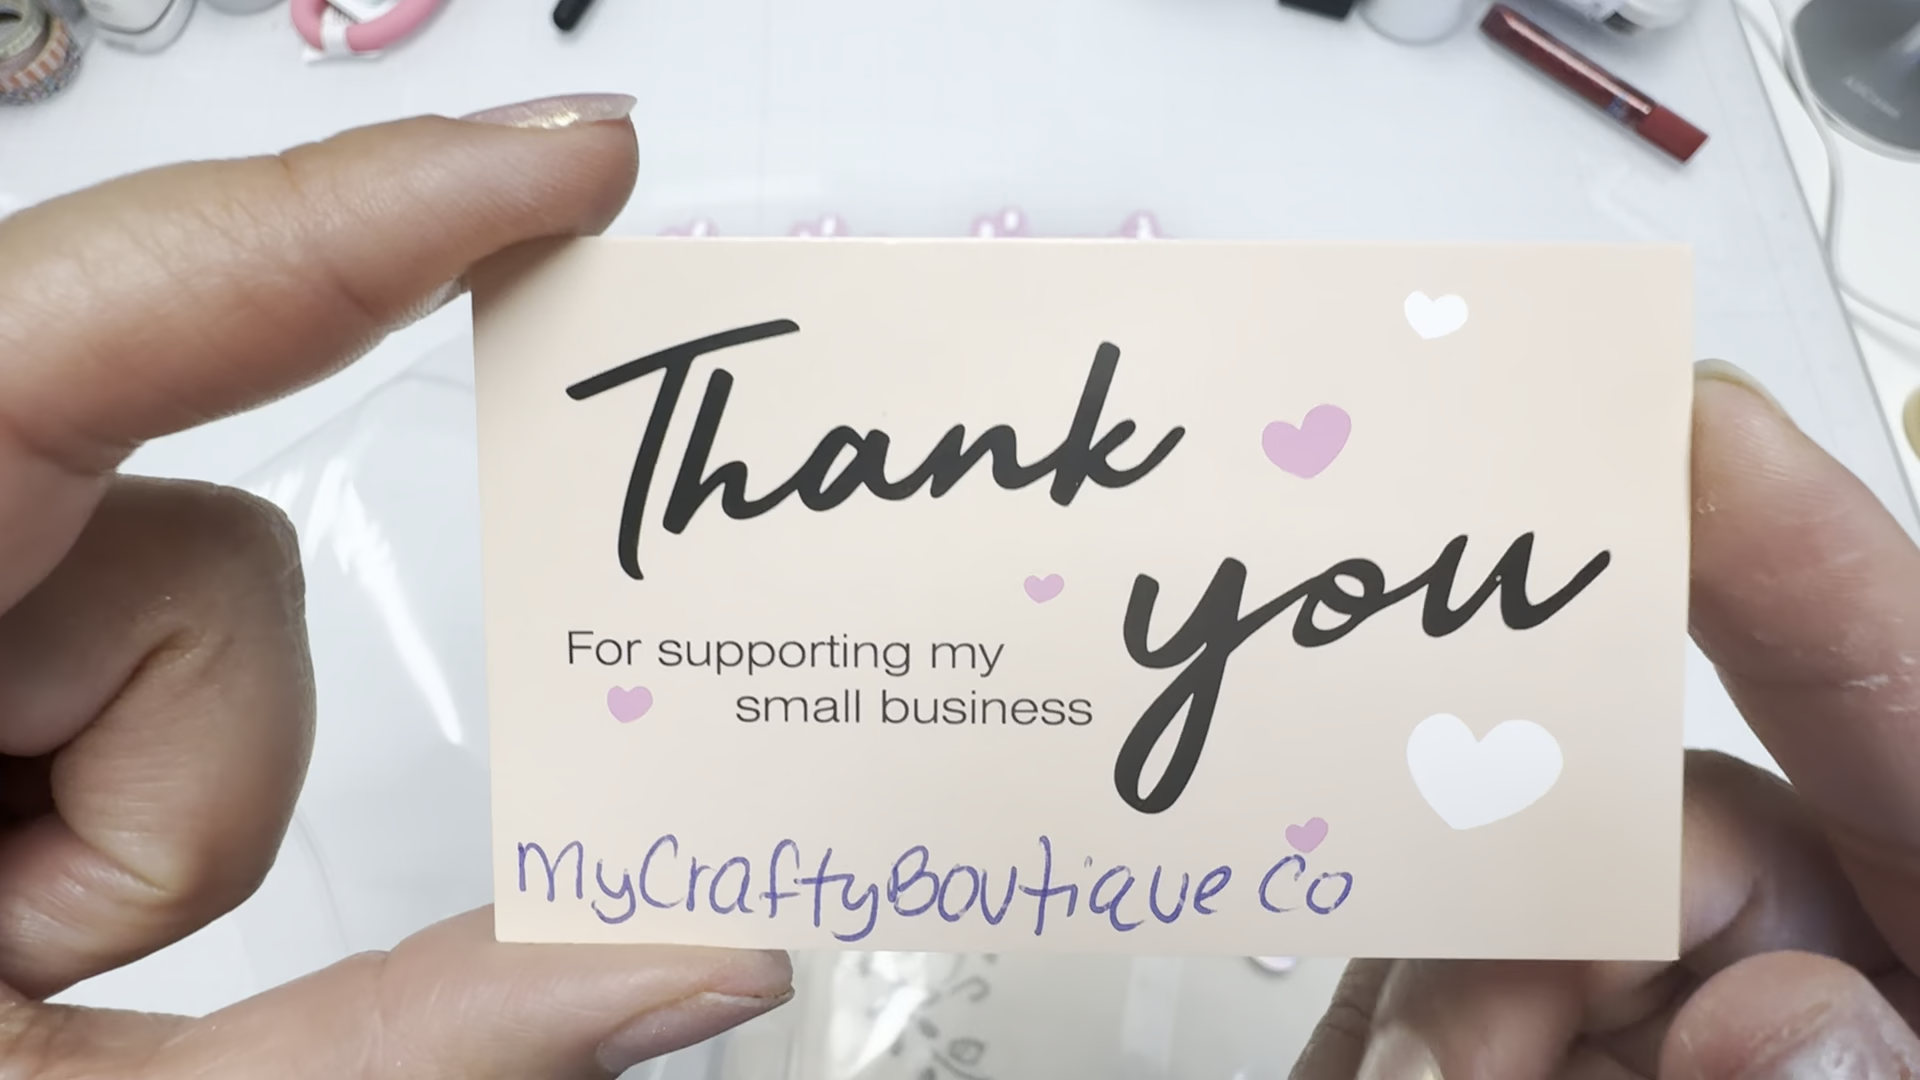 Thank
you
For supporting my
small business
MyCraftyBoutique Co